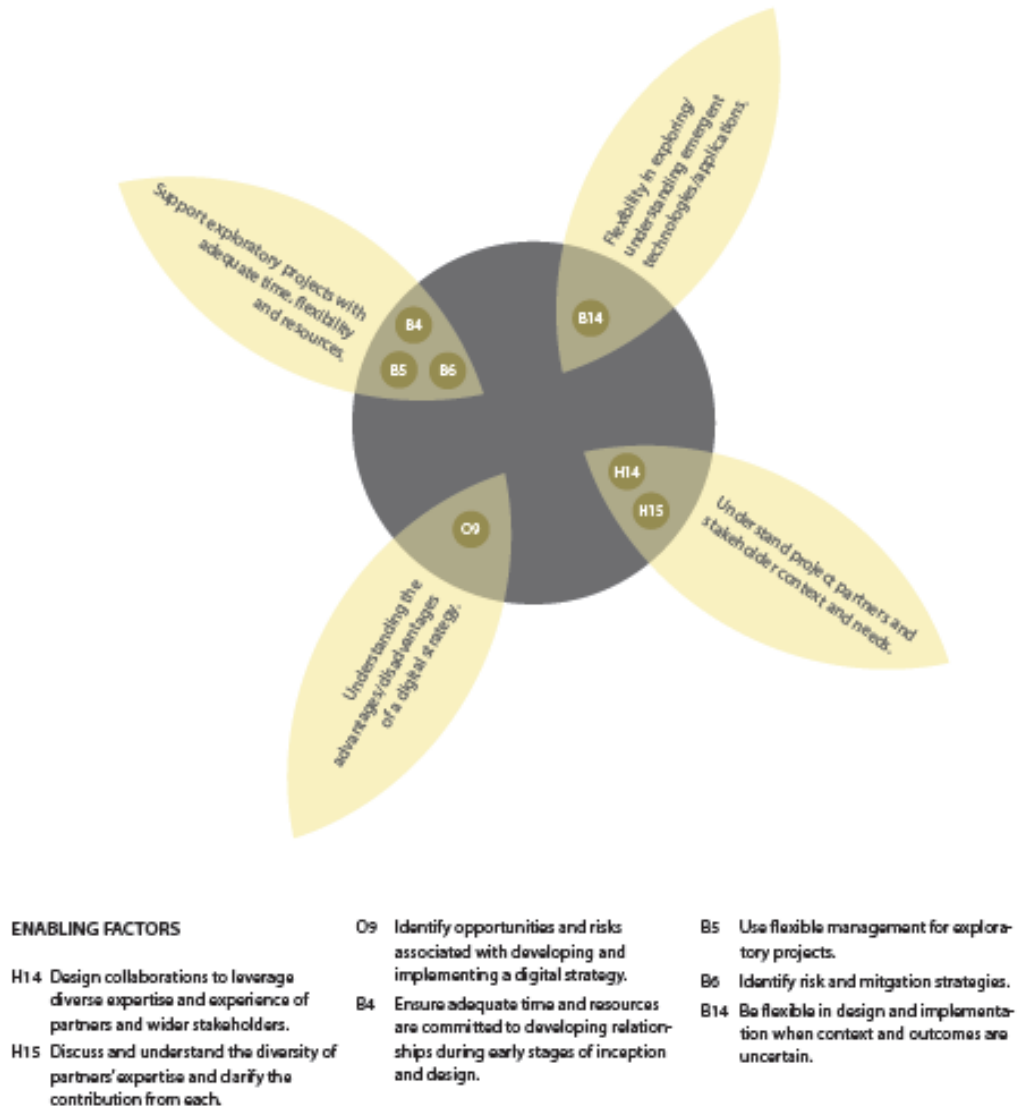 Flexibility in exploring/
understanding emergent
technologies/applications.
Support exploratory projects with
adequate time, flexibility
and resources.
B4
B5
B6
B14
H14
H15
O9
Understand project partners and
stakeholder context and needs.
Understanding the
advantages/disadvantages
of a digital strategy.
ENABLING FACTORS
H14 Design collaborations to leverage
diverse expertise and experience of
partners and wider stakeholders.
H15 Discuss and understand the diversity of
partners' expertise and clarify the
contribution from each.
O9 Identify opportunities and risks
associated with developing and
implementing a digital strategy.
B4 Ensure adequate time and resources
are committed to developing relation-
ships during early stages of inception
and design.
B5 Use flexible management for explora-
tory projects.
B6 Identify risk and mitgation strategies.
B14 Be flexible in design and implementa-
tion when context and outcomes are
uncertain.